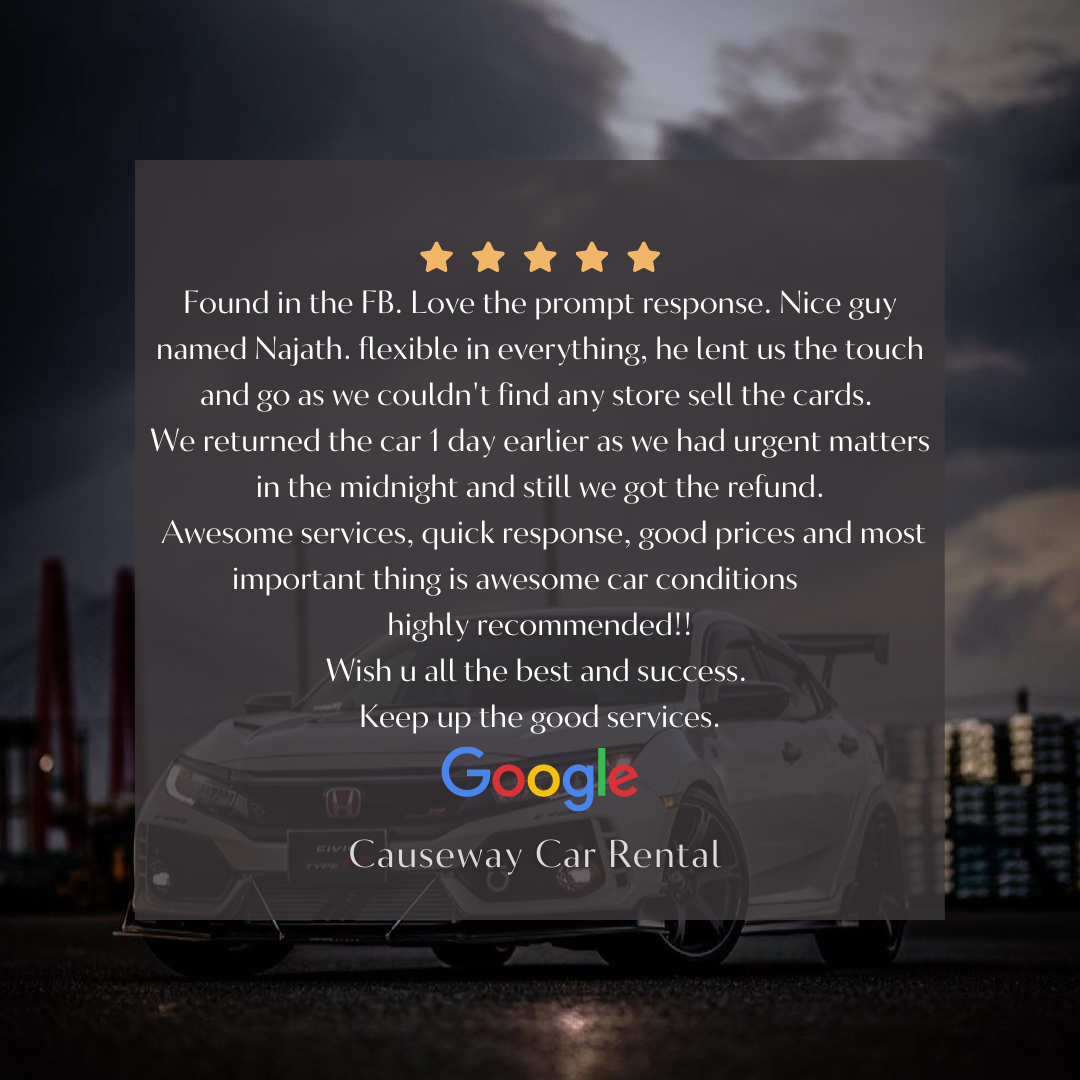 Found in the FB. Love the prompt response. Nice guy
named Najath. flexible in everything, he lent us the touch
and go as we couldn't find any store sell the cards.
We returned the car 1 day earlier as we had urgent matters
in the midnight and still we got the refund.
Awesome services, quick response, good prices and most
important thing is awesome car conditions
highly recommended!!
Wish u all the best and success.
Keep up the good services.
Google
CIVIC
TYPE R
Causeway Car Rental